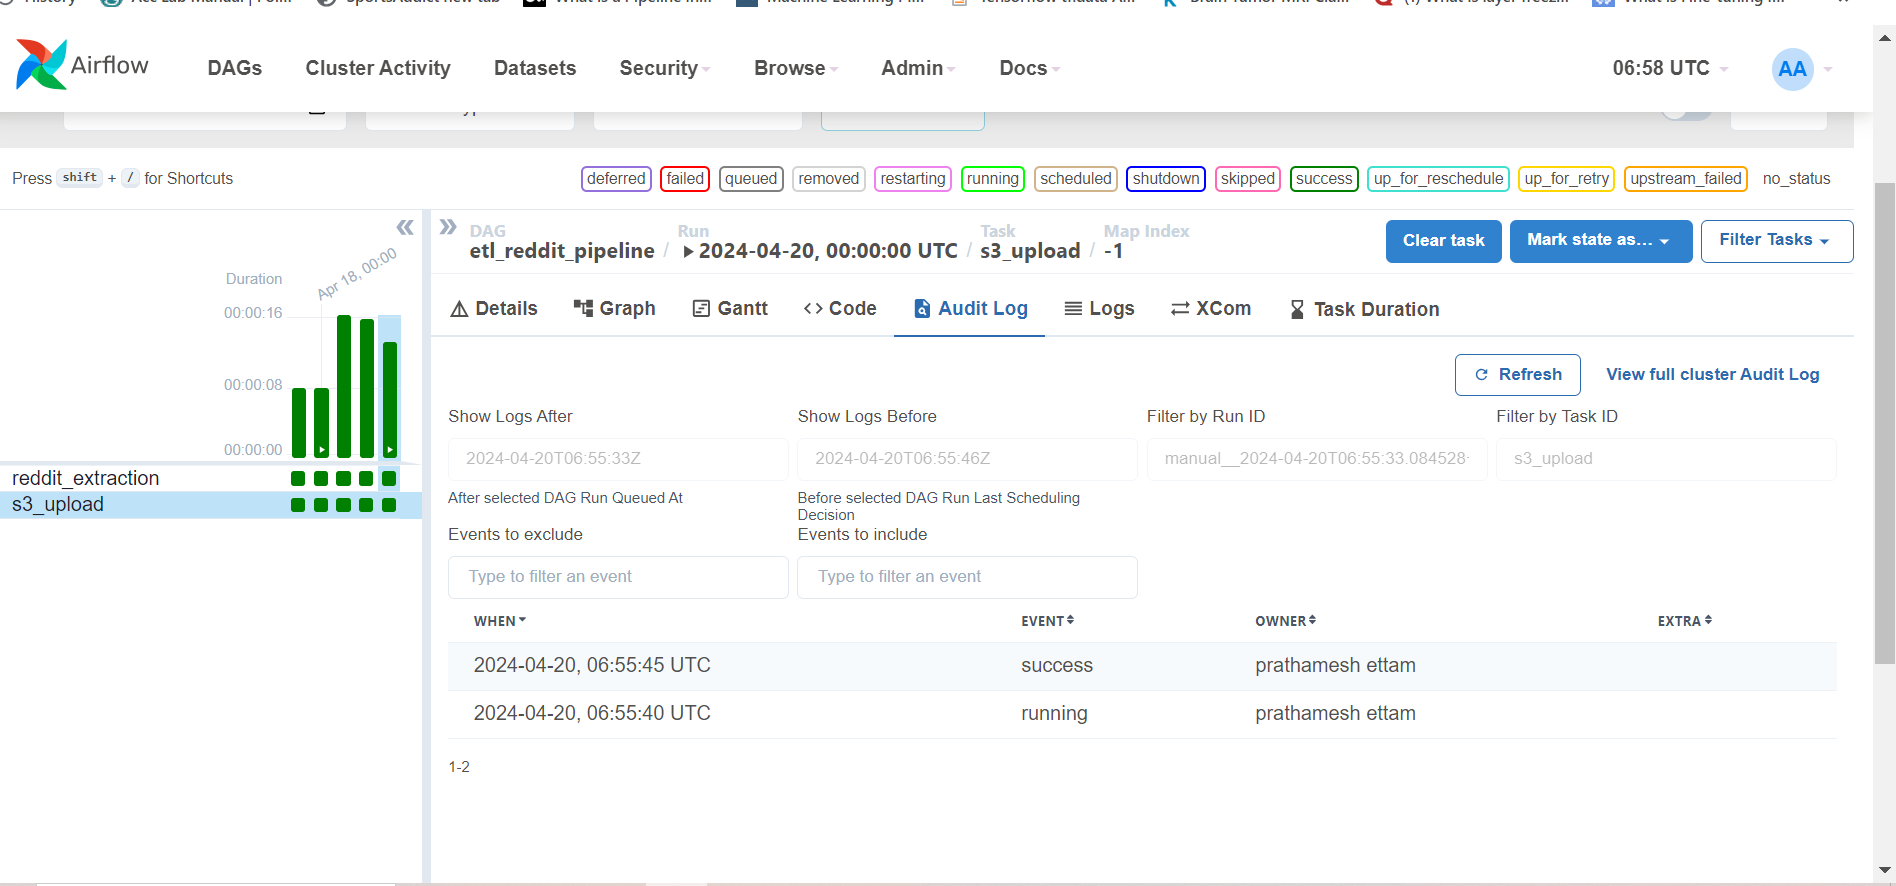 Airflow
DAGs Cluster Activity Datasets Security Browse Admin Docs 06:58 UTC AA
Press shift + / for Shortcuts
deferred failed queued removed restarting running scheduled shutdown skipped success up_for_reschedule up_for_retry upstream_failed no_status
DAG Run Task Map Index
etl_reddit_pipeline / 2024-04-20, 00:00:00 UTC / s3_upload / -1
Clear task Mark state as... Filter Tasks
Duration
Apr 18, 00:00
00:00:16
00:00:08
00:00:00
reddit_extraction
s3_upload
Details Graph Gantt Code Audit Log Logs XCom Task Duration
Refresh View full cluster Audit Log
Show Logs After Show Logs Before Filter by Run ID Filter by Task ID
2024-04-20T06:55:33Z 2024-04-20T06:55:46Z manual__2024-04-20T06:55:33.084528 s3_upload
After selected DAG Run Queued At Before selected DAG Run Last Scheduling
Decision
Events to exclude Events to include
Type to filter an event Type to filter an event
WHEN EVENT OWNER EXTRA
2024-04-20, 06:55:45 UTC success prathamesh ettam
2024-04-20, 06:55:40 UTC running prathamesh ettam
1-2